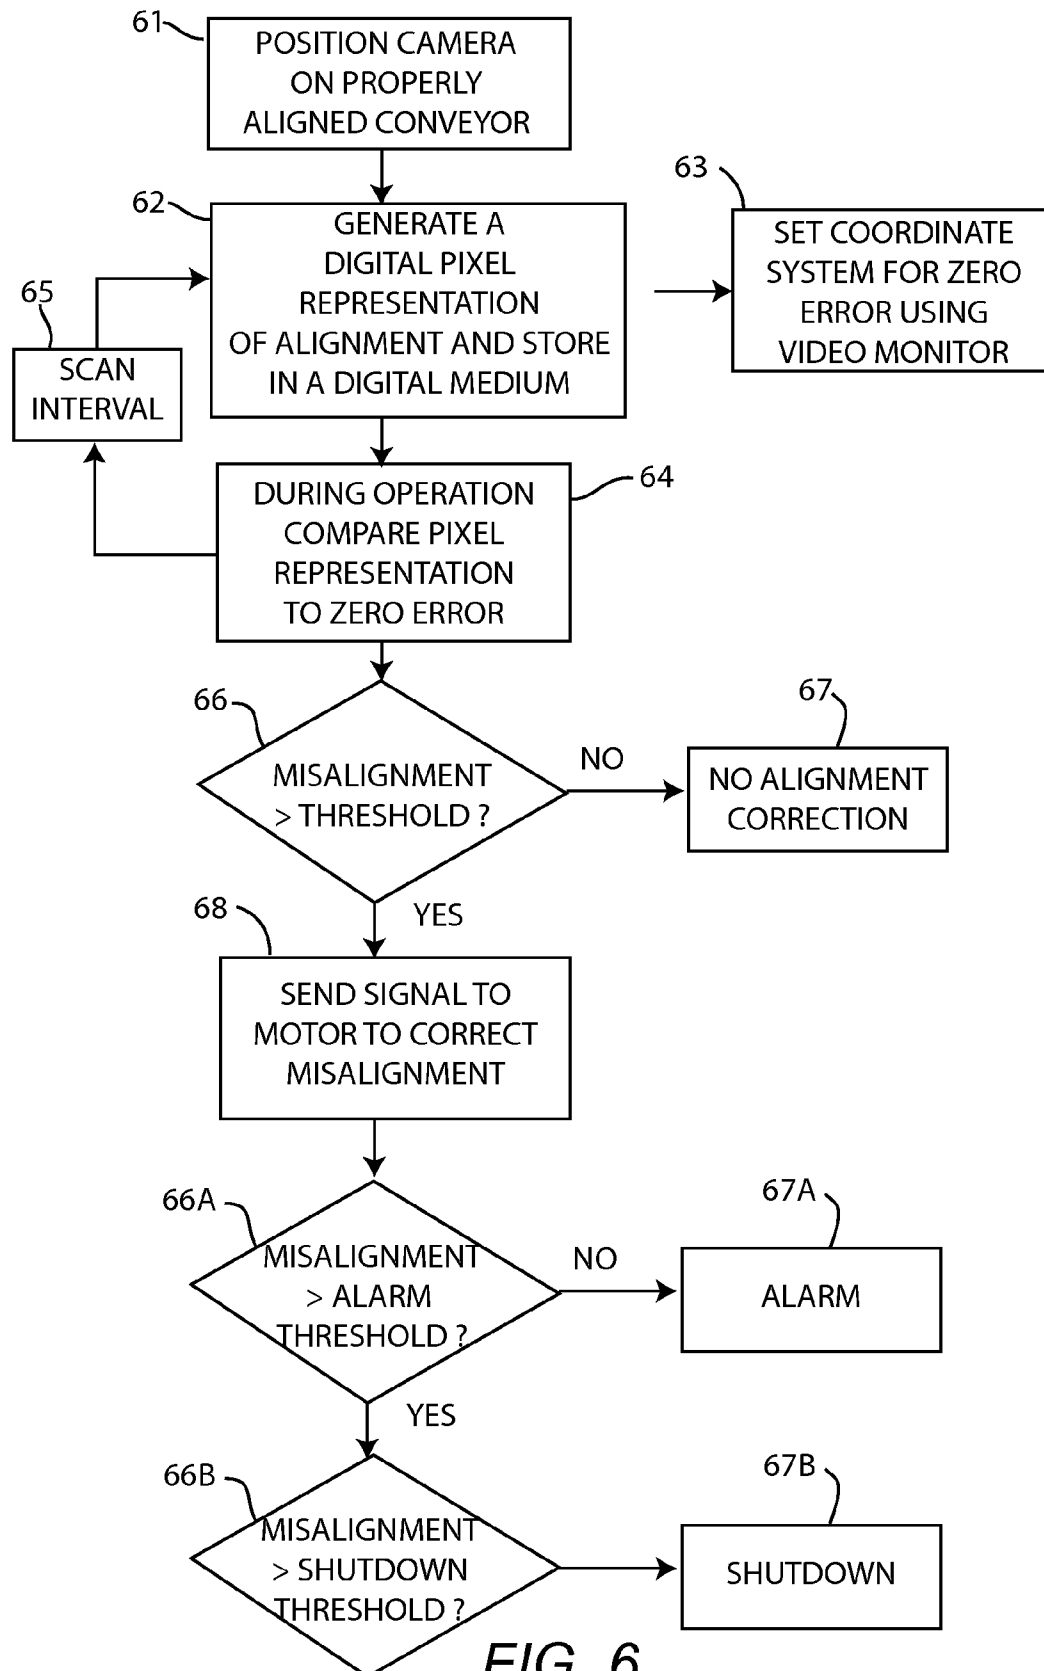 61
POSITION CAMERA
ON PROPERLY
ALIGNED CONVEYOR
62
GENERATE A
DIGITAL PIXEL
REPRESENTATION
OF ALIGNMENT AND STORE
IN A DIGITAL MEDIUM
63
SET COORDINATE
SYSTEM FOR ZERO
ERROR USING
VIDEO MONITOR
65
SCAN
INTERVAL
64
DURING OPERATION
COMPARE PIXEL
REPRESENTATION
TO ZERO ERROR
66
MISALIGNMENT
> THRESHOLD ?
NO
67
NO ALIGNMENT
CORRECTION
YES
68
SEND SIGNAL TO
MOTOR TO CORRECT
MISALIGNMENT
66A
MISALIGNMENT
> ALARM
THRESHOLD ?
NO
67A
ALARM
YES
66B
MISALIGNMENT
> SHUTDOWN
THRESHOLD ?
67B
SHUTDOWN
FIG. 6